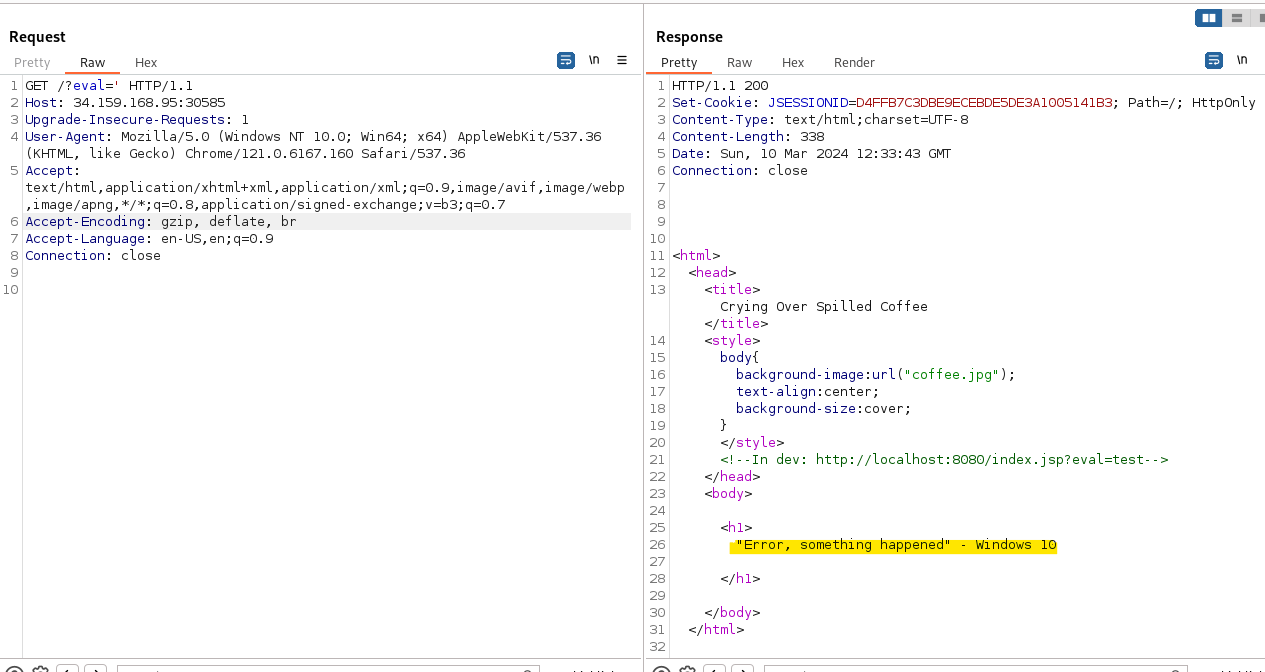 Request
Pretty Raw Hex \n
1 GET /?eval=' HTTP/1.1
2 Host: 34.159.168.95:30585
3 Upgrade-Insecure-Requests: 1
4 User-Agent: Mozilla/5.0 (Windows NT 10.0; Win64; x64) AppleWebKit/537.36
(KHTML, like Gecko) Chrome/121.0.6167.160 Safari/537.36
5 Accept:
text/html,application/xhtml+xml,application/xml;q=0.9,image/avif,image/webp
,image/apng,*/*;q=0.8,application/signed-exchange;v=b3;q=0.7
6 Accept-Encoding: gzip, deflate, br
7 Accept-Language: en-US,en;q=0.9
8 Connection: close
9
10
Response
Pretty Raw Hex Render \n
1 HTTP/1.1 200
2 Set-Cookie: JSESSIONID=D4FFB7C3DBE9ECEBDE5DE3A1005141B3; Path=/; HttpOnly
3 Content-Type: text/html;charset=UTF-8
4 Content-Length: 338
5 Date: Sun, 10 Mar 2024 12:33:43 GMT
6 Connection: close
7
8
9
10
11 <html>
12 <head>
13 <title>
Crying Over Spilled Coffee
</title>
14 <style>
15 body{
16 background-image:url("coffee.jpg");
17 text-align:center;
18 background-size:cover;
19 }
20 </style>
21 <!--In dev: http://localhost:8080/index.jsp?eval=test-->
22 </head>
23 <body>
24
25 <h1>
26 "Error, something happened" - Windows 10
27
28 </h1>
29
30 </body>
31 </html>
32